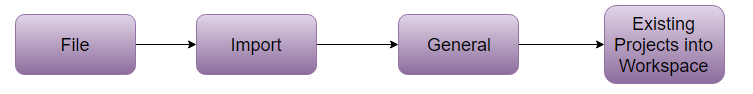 File
Import
General
Existing
Projects into
Workspace